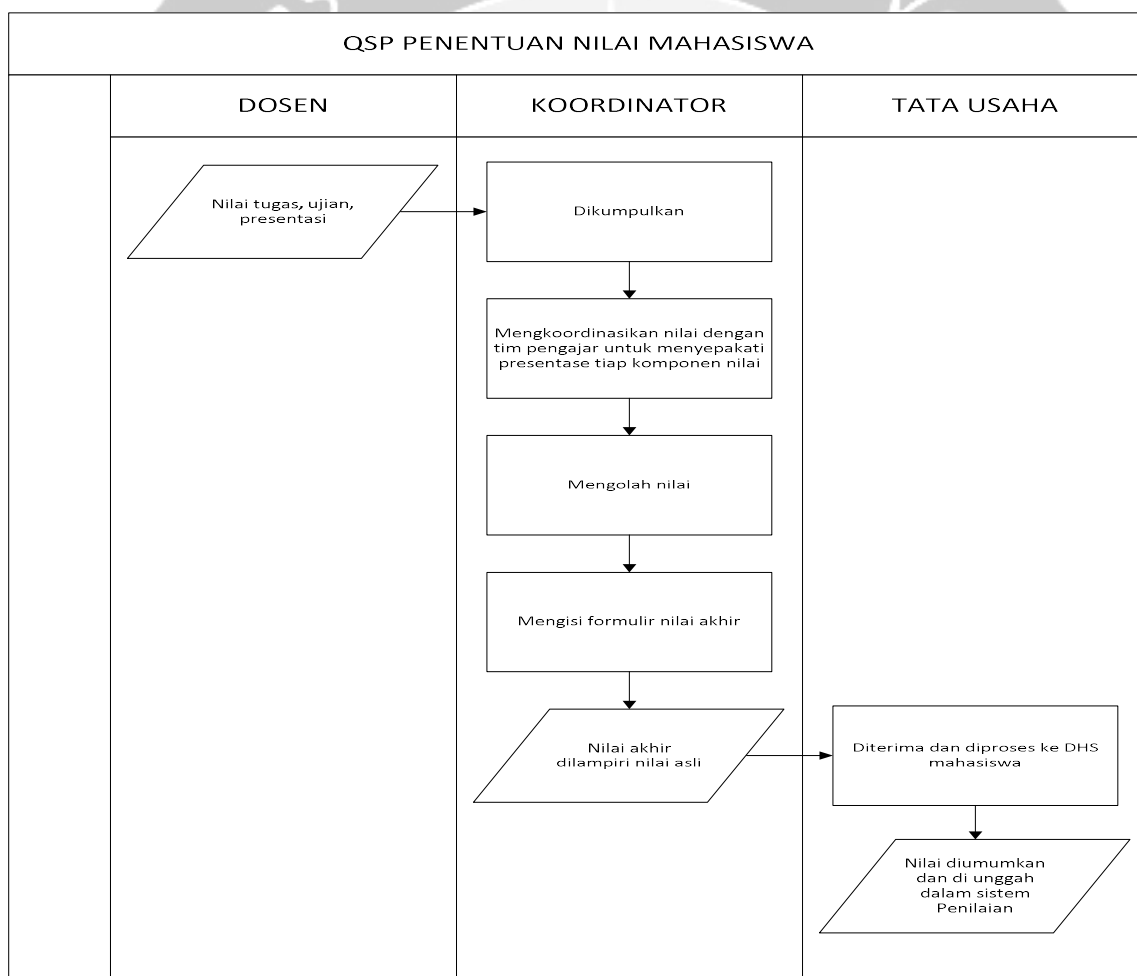 QSP PENENTUAN NILAI MAHASISWA
DOSEN
KOORDINATOR
TATA USAHA
Nilai tugas, ujian,
presentasi
Dikumpulkan
Mengkoordinasikan nilai dengan
tim pengajar untuk menyepakati
presentase tiap komponen nilai
Mengolah nilai
Mengisi formulir nilai akhir
Nilai akhir
dilampiri nilai asli
Diterima dan diproses ke DHS
mahasiswa
Nilai diumumkan
dan di unggah
dalam sistem
Penilaian